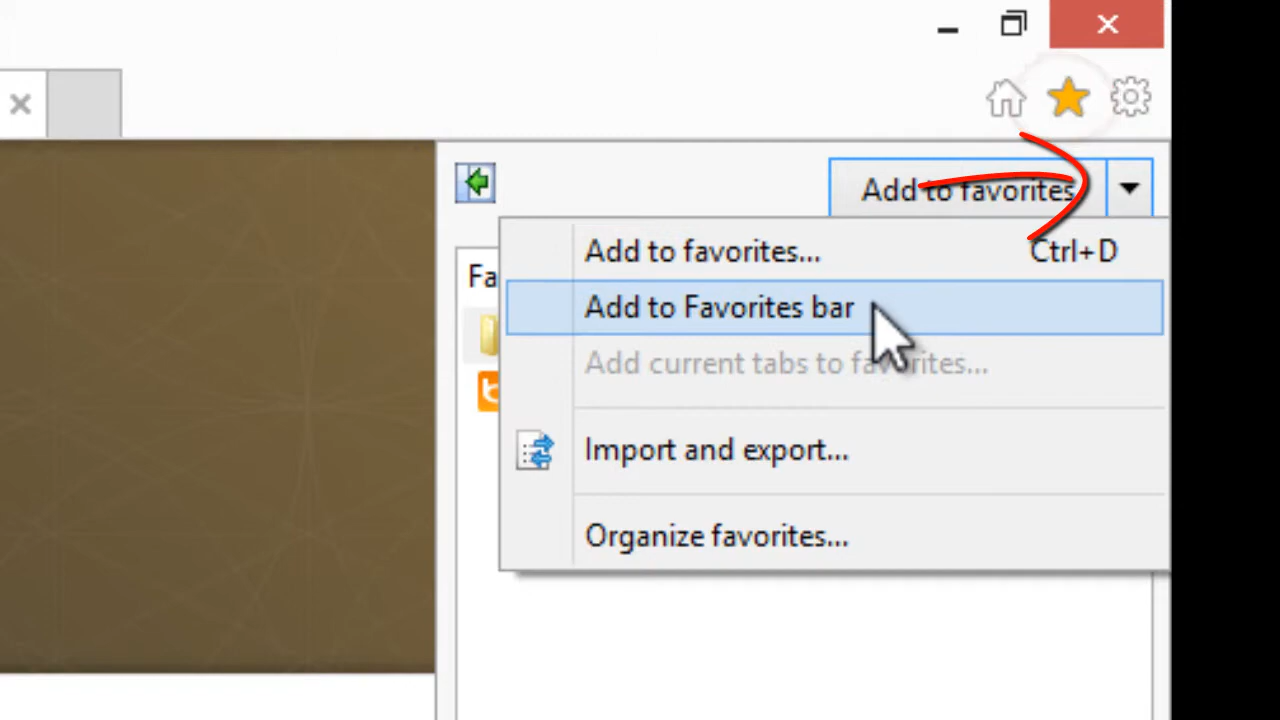 Add to favorites
Add to favorites... Ctrl+D
Fa
Add to Favorites bar
Add current tabs to favorites...
Import and export...
Organize favorites...